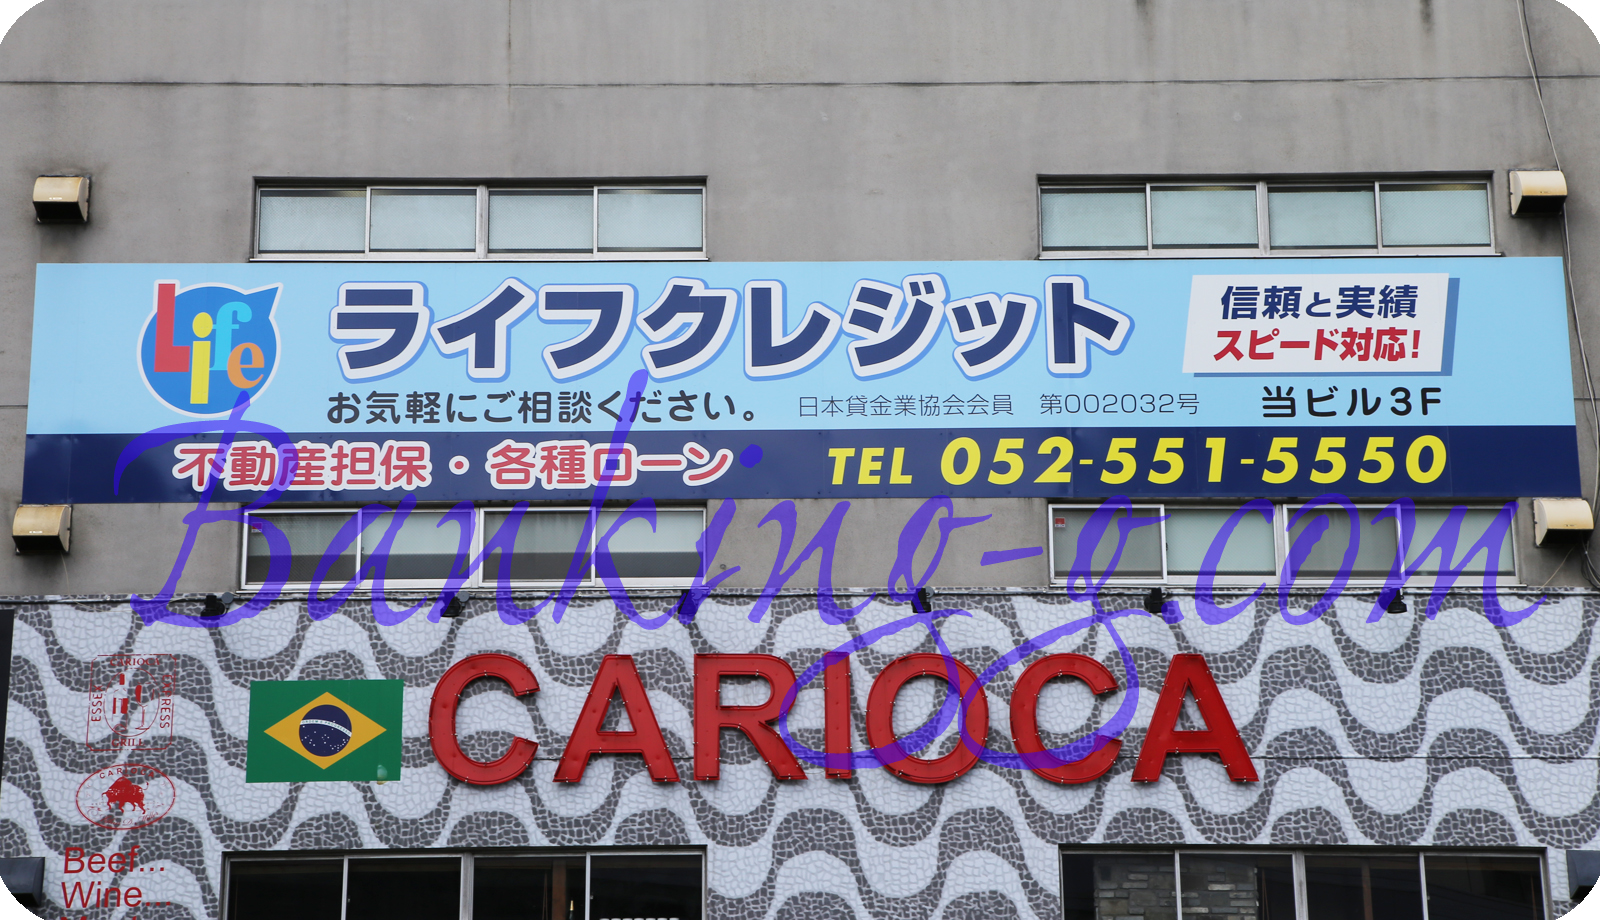 Life
ライフクレジット
信頼と実績
スピード対応!
お気軽にご相談ください。
日本貸金業協会会員 第002032号
当ビル3F
不動産担保・各種ローン
TEL 052-551-5550
Banking-g.com
CARIOCA
CARIOCA
GRILL
CARIOCA
Beef...
Wine...